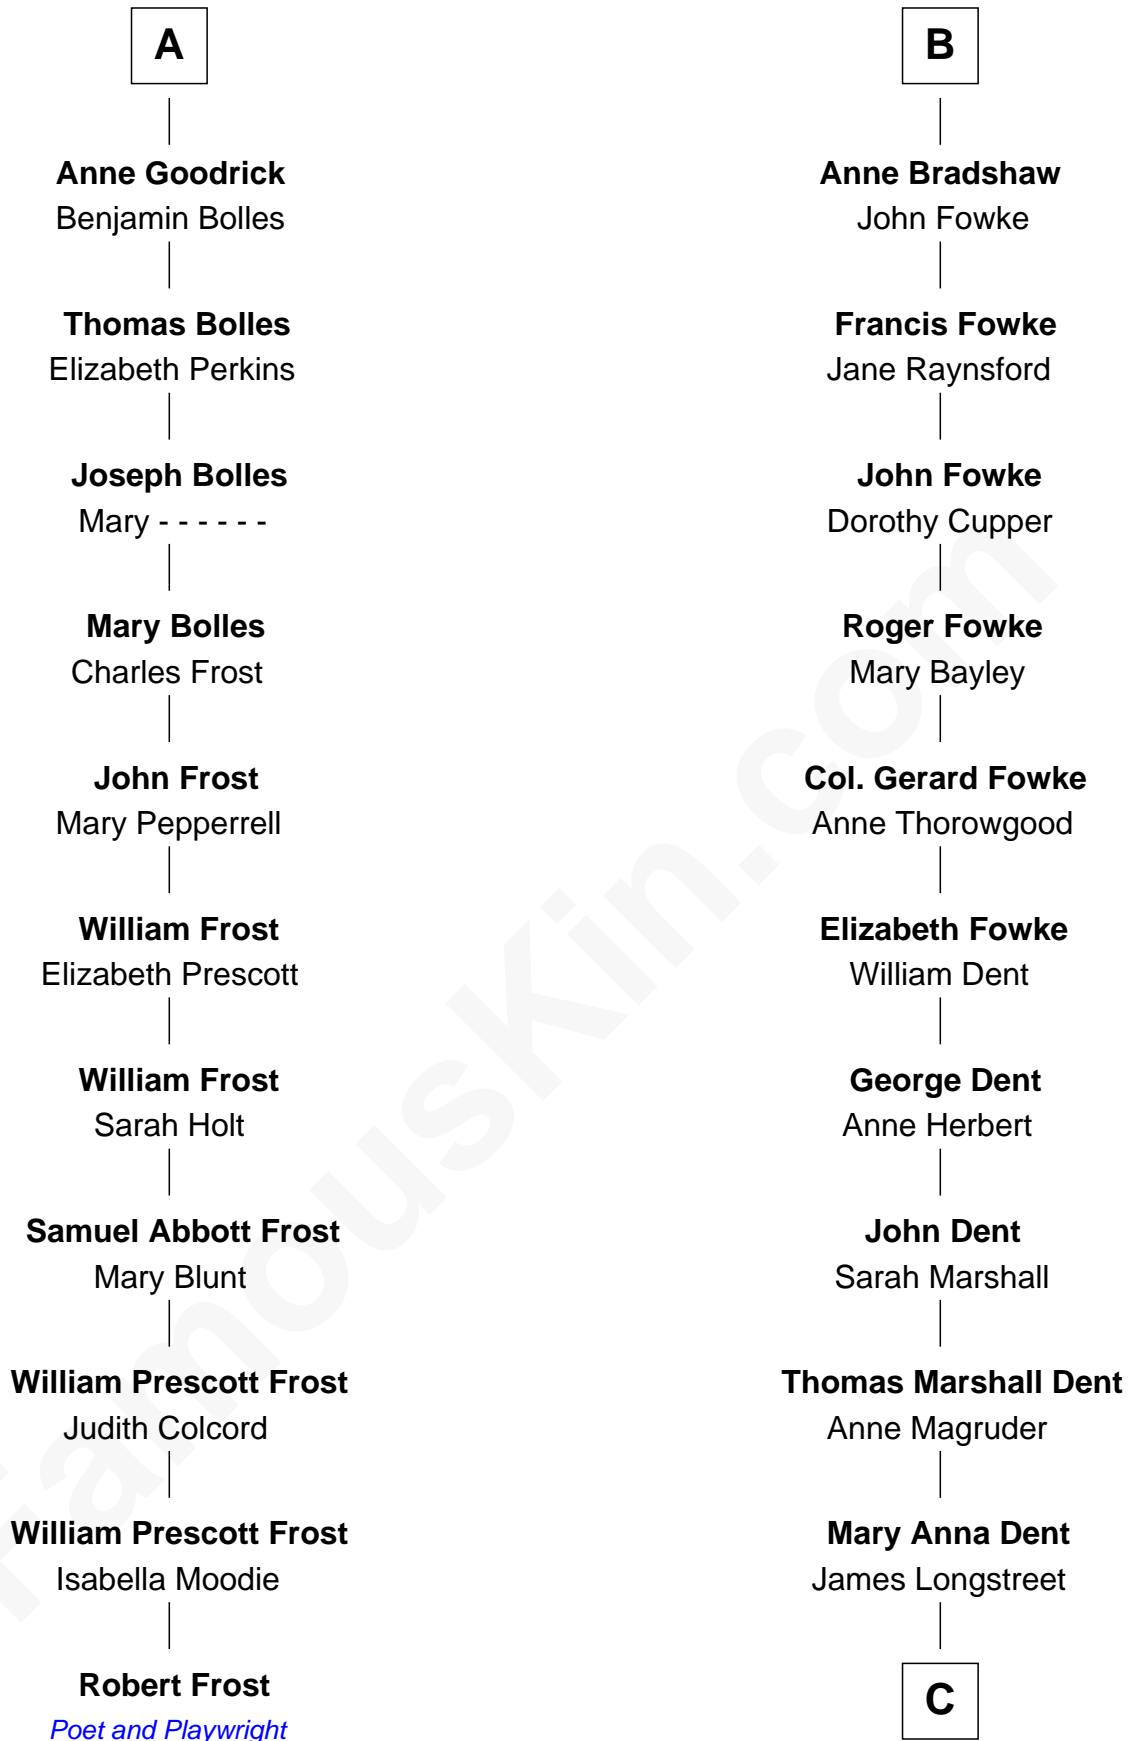 A
Anne Goodrick
Benjamin Bolles
Thomas Bolles
Elizabeth Perkins
Joseph Bolles
Mary - - - - - -
Mary Bolles
Charles Frost
John Frost
Mary Pepperrell
William Frost
Elizabeth Prescott
William Frost
Sarah Holt
Samuel Abbott Frost
Mary Blunt
William Prescott Frost
Judith Colcord
William Prescott Frost
Isabella Moodie
Robert Frost
Poet and Playwright
B
Anne Bradshaw
John Fowke
Francis Fowke
Jane Raynsford
John Fowke
Dorothy Cupper
Roger Fowke
Mary Bayley
Col. Gerard Fowke
Anne Thorowgood
Elizabeth Fowke
William Dent
George Dent
Anne Herbert
John Dent
Sarah Marshall
Thomas Marshall Dent
Anne Magruder
Mary Anna Dent
James Longstreet
C
FamousKin.com